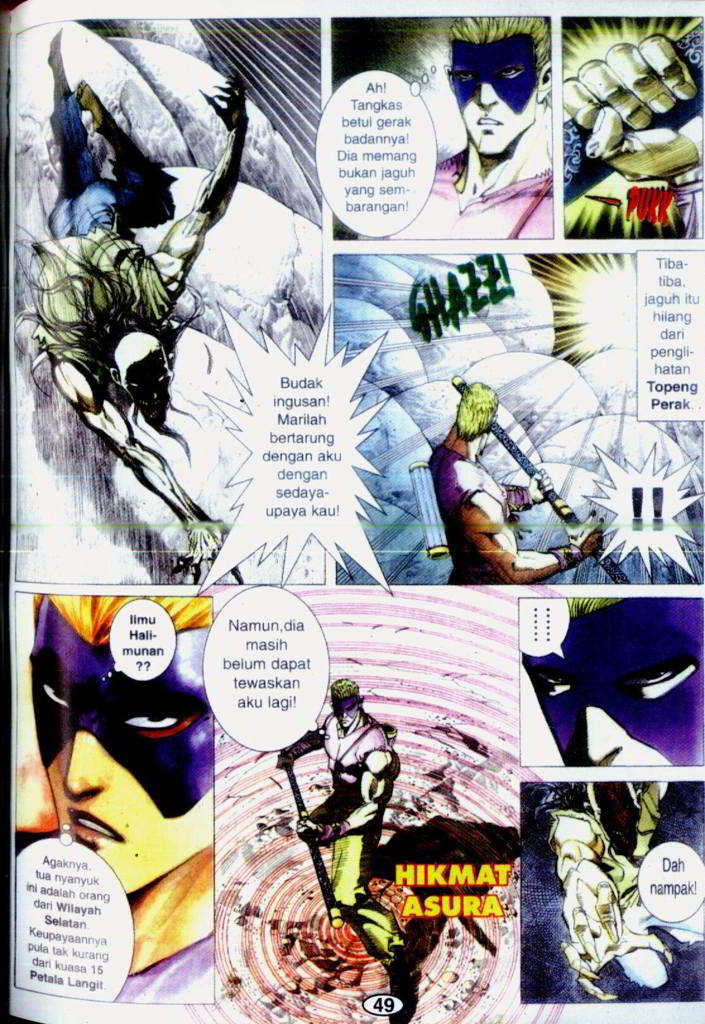 Ah!
Tangkas
betul gerak
badannya!
Dia memang
bukan jaguh
yang sem-
barangan!
PUKK
Budak
ingusan!
Marilah
bertarung
dengan aku
dengan
sedaya-
upaya kau!
GHAZZ!
Tiba-
tiba,
jaguh itu
hilang
dari
pengli-
hatan
Topeng
Perak..
!!
Ilmu
Hali-
munan
??
Agaknya,
tua nyanyuk
ini adalah orang
dari Wilayah
Selatan.
Keupayaannya
pula tak kurang
dari kuasa 15
Petala Langit.
Namun,dia
masih
belum dapat
tewaskan
aku lagi!
HIKMAT
ASURA
Dah
nampak!
49